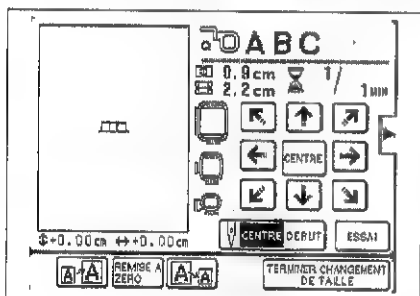 ABC
0.9cm 1/
2.2cm 1MIN
CENTRE
↕+0.00cm ↔+0.00cm
CENTRE DEBUT ESSAI
A→A REMISE A ZERO A→A TERMINER CHANGEMENT DE TAILLE